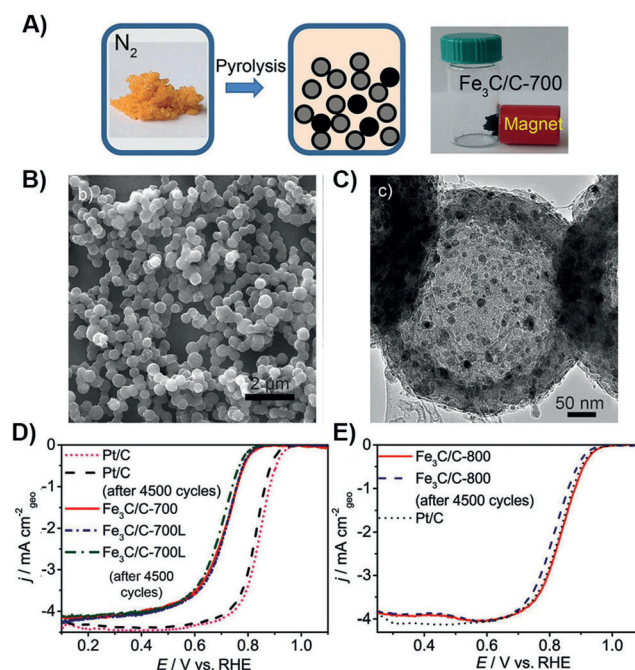 A)
N2
Pyrolysis
Fe3C/C-700
Magnet
B)
b)
2 μm
C)
c)
50 nm
D)
0
-1
-2
-3
-4
j / mA cm-2geo
Pt/C
Pt/C
(after 4500 cycles)
Fe3C/C-700
Fe3C/C-700L
Fe3C/C-700L
(after 4500
cycles)
0.2 0.4 0.6 0.8 1.0
E / V vs. RHE
E)
0
-1
-2
-3
-4
j / mA cm-2geo
Fe3C/C-800
Fe3C/C-800
(after 4500 cycles)
Pt/C
0.4 0.6 0.8 1.0
E / V vs. RHE